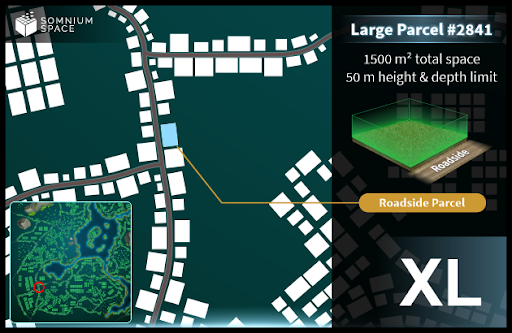 SOMNIUM
SPACE
Large Parcel #2841
1500 m² total space
50 m height & depth limit
Roadside
Roadside Parcel
XL